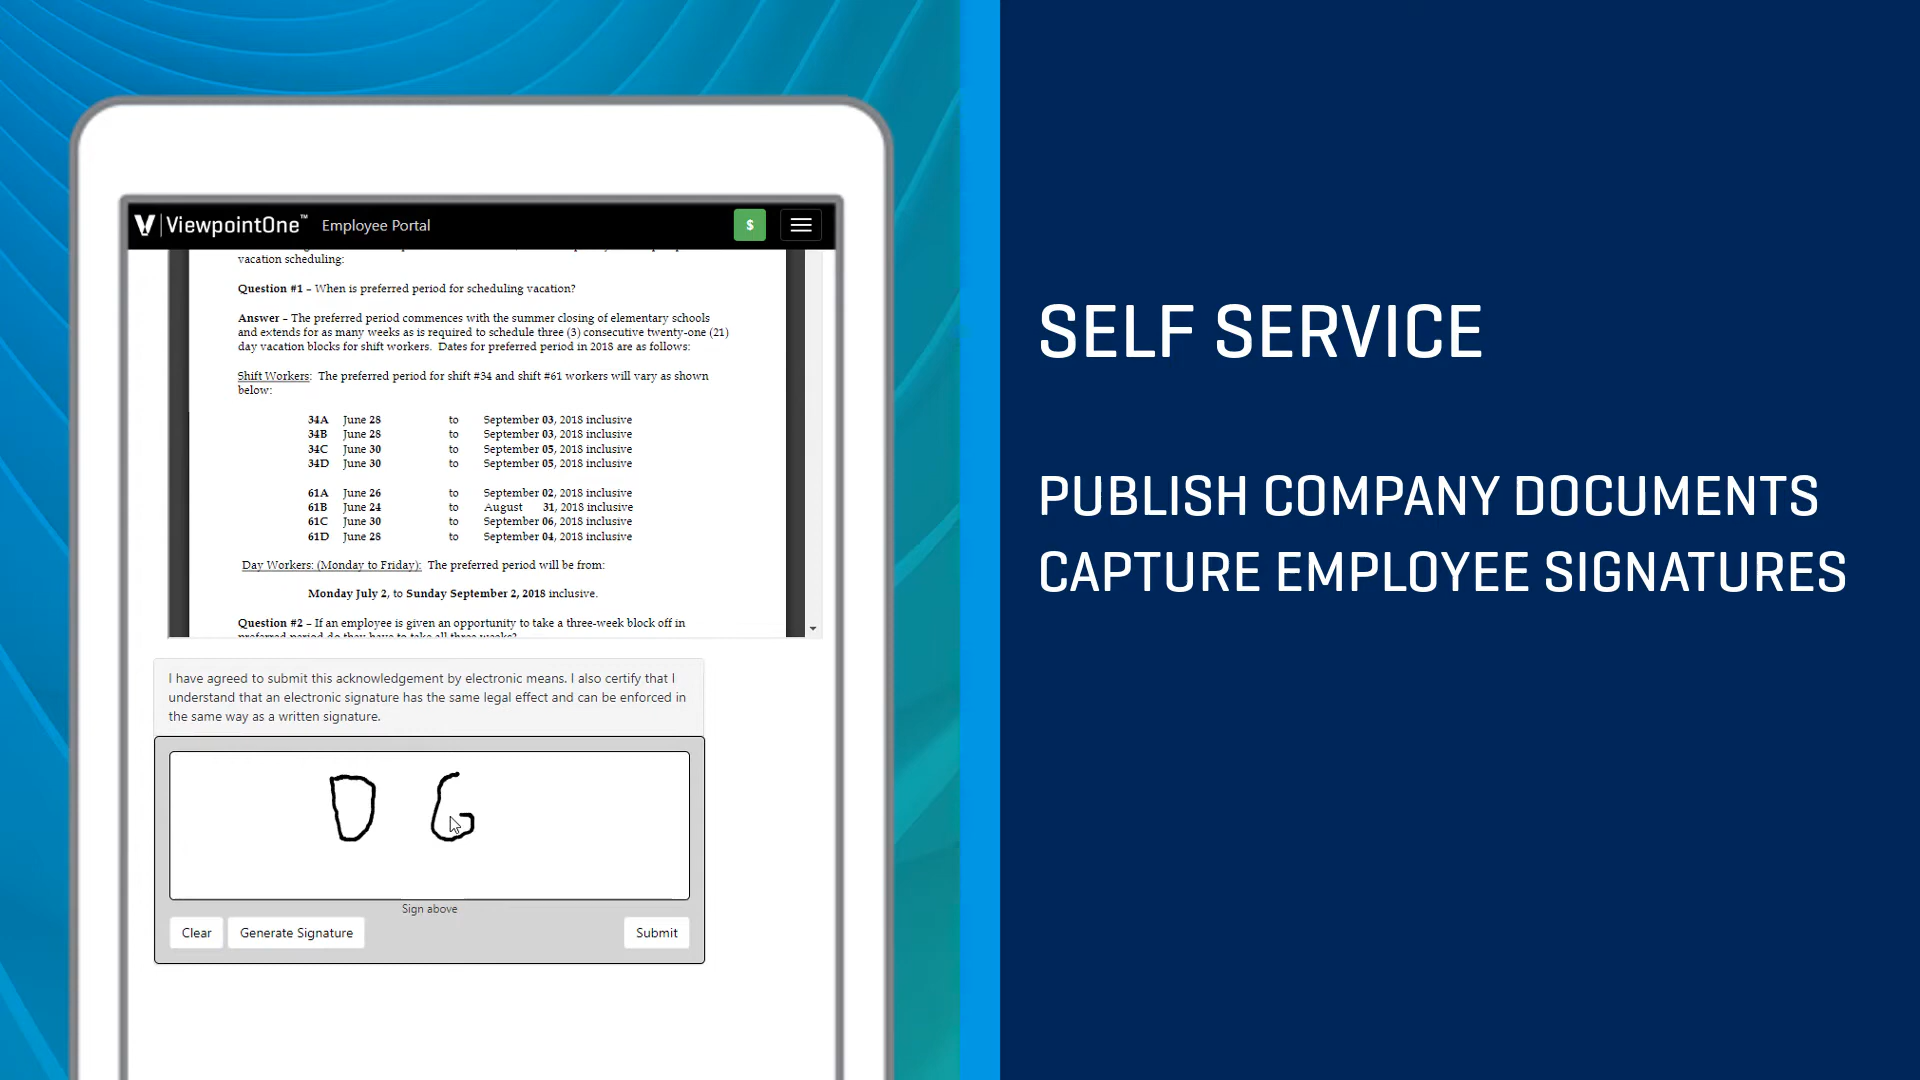 ViewpointOne™ Employee Portal $
vacation scheduling:
Question #1 – When is preferred period for scheduling vacation?
Answer – The preferred period commences with the summer closing of elementary schools
and extends for as many weeks as is required to schedule three (3) consecutive twenty-one (21)
day vacation blocks for shift workers. Dates for preferred period in 2018 are as follows:
Shift Workers: The preferred period for shift #34 and shift #61 workers will vary as shown
below:
34A June 28 to September 03, 2018 inclusive
34B June 28 to September 03, 2018 inclusive
34C June 30 to September 05, 2018 inclusive
34D June 30 to September 05, 2018 inclusive
61A June 26 to September 02, 2018 inclusive
61B June 24 to August 31, 2018 inclusive
61C June 30 to September 06, 2018 inclusive
61D June 28 to September 04, 2018 inclusive
Day Workers: (Monday to Friday): The preferred period will be from:
Monday July 2, to Sunday September 2, 2018 inclusive.
Question #2 – If an employee is given an opportunity to take a three-week block off in
preferred period do they have to take all three weeks?
I have agreed to submit this acknowledgement by electronic means. I also certify that I
understand that an electronic signature has the same legal effect and can be enforced in
the same way as a written signature.
D G
Sign above
Clear Generate Signature Submit
SELF SERVICE
PUBLISH COMPANY DOCUMENTS
CAPTURE EMPLOYEE SIGNATURES